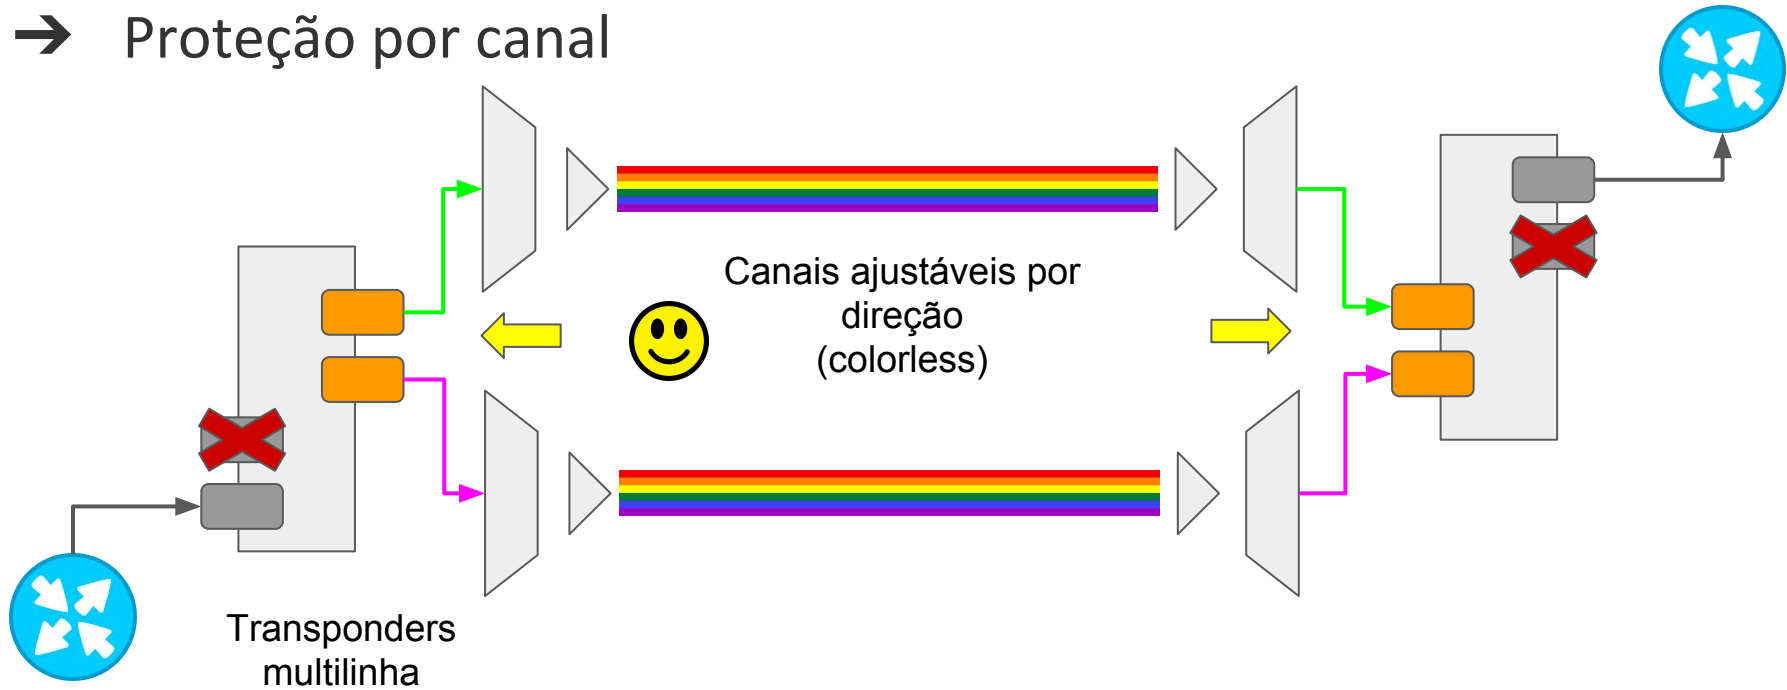 ➔ Proteção por canal
Canais ajustáveis por
direção
(colorless)
Transponders
multilinha